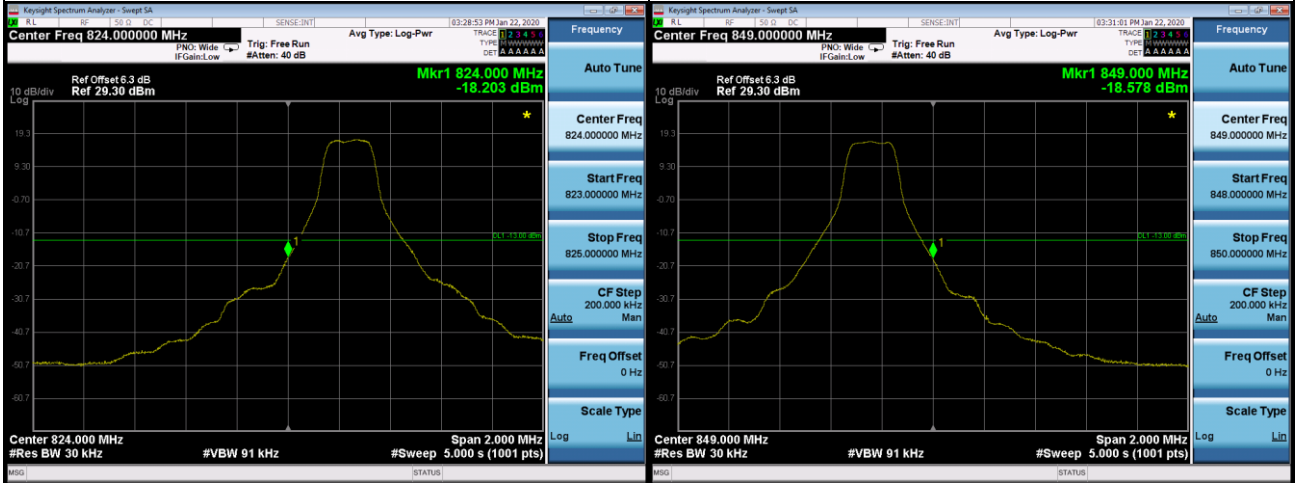 Keysight Spectrum Analyzer - Swept SA
RL RF 50 Ω DC SENSE:INT 03:28:53 PM Jan 22, 2020
Center Freq 824.000000 MHz
Avg Type: Log-Pwr
TRACE 1 2 3 4 5 6
PNO: Wide Trig: Free Run
TYPE M W W W W W
IFGain:Low #Atten: 40 dB
DET A A A A A A
Mkr1 824.000 MHz
-18.203 dBm
Ref Offset 6.3 dB
10 dB/div Ref 29.30 dBm
Log
19.3
9.30
-0.70
-10.7
DL1 -13.00 dBm
1
-20.7
-30.7
-40.7
-50.7
-60.7
Center 824.000 MHz Span 2.000 MHz
#Res BW 30 kHz #VBW 91 kHz #Sweep 5.000 s (1001 pts)
MSG STATUS
Frequency
Auto Tune
Center Freq
824.000000 MHz
Start Freq
823.000000 MHz
Stop Freq
825.000000 MHz
CF Step
200.000 kHz
Auto Man
Freq Offset
0 Hz
Scale Type
Log Lin
Keysight Spectrum Analyzer - Swept SA
RL RF 50 Ω DC SENSE:INT 03:31:01 PM Jan 22, 2020
Center Freq 849.000000 MHz
Avg Type: Log-Pwr
TRACE 1 2 3 4 5 6
PNO: Wide Trig: Free Run
TYPE M W W W W W
IFGain:Low #Atten: 40 dB
DET A A A A A A
Mkr1 849.000 MHz
-18.578 dBm
Ref Offset 6.3 dB
10 dB/div Ref 29.30 dBm
Log
19.3
9.30
-0.70
-10.7
DL1 -13.00 dBm
1
-20.7
-30.7
-40.7
-50.7
-60.7
Center 849.000 MHz Span 2.000 MHz
#Res BW 30 kHz #VBW 91 kHz #Sweep 5.000 s (1001 pts)
MSG STATUS
Frequency
Auto Tune
Center Freq
849.000000 MHz
Start Freq
848.000000 MHz
Stop Freq
850.000000 MHz
CF Step
200.000 kHz
Auto Man
Freq Offset
0 Hz
Scale Type
Log Lin